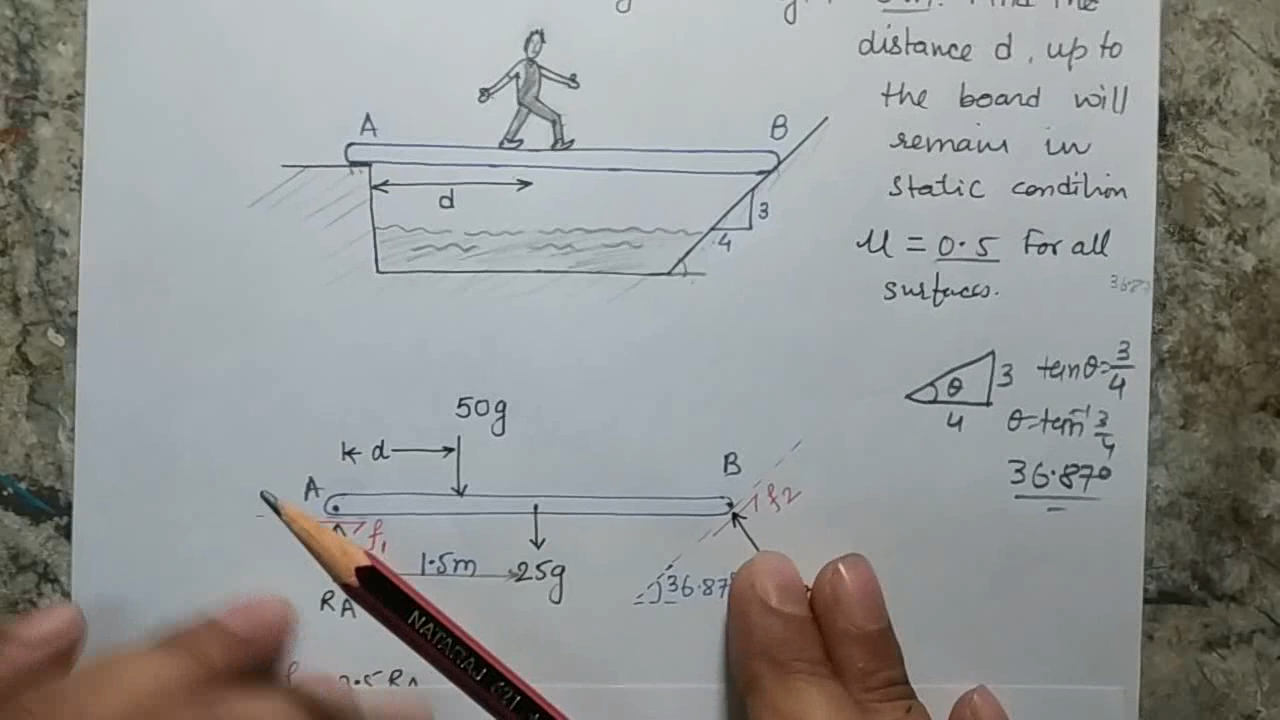 distance d, up to
the board will
remain in
static condition
μ = 0.5 for all
surfaces.
A
B
d
3
4
3
4
θ
tanθ=3/4
θ=tan⁻¹ 3/4
36.87°
50g
d
A
B
f1
f2
1.5m
25g
36.87°
RA
NATARAJ 621